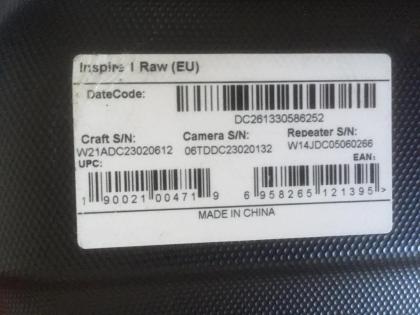 Inspire 1 Raw (EU)
DateCode:
DC261330586252
Craft S/N: Camera S/N: Repeater S/N:
W21ADC23020612 06TDDC23020132 W14JDC05060266
UPC: EAN:
1 90021 00471 9 6 958265 121395 >
MADE IN CHINA